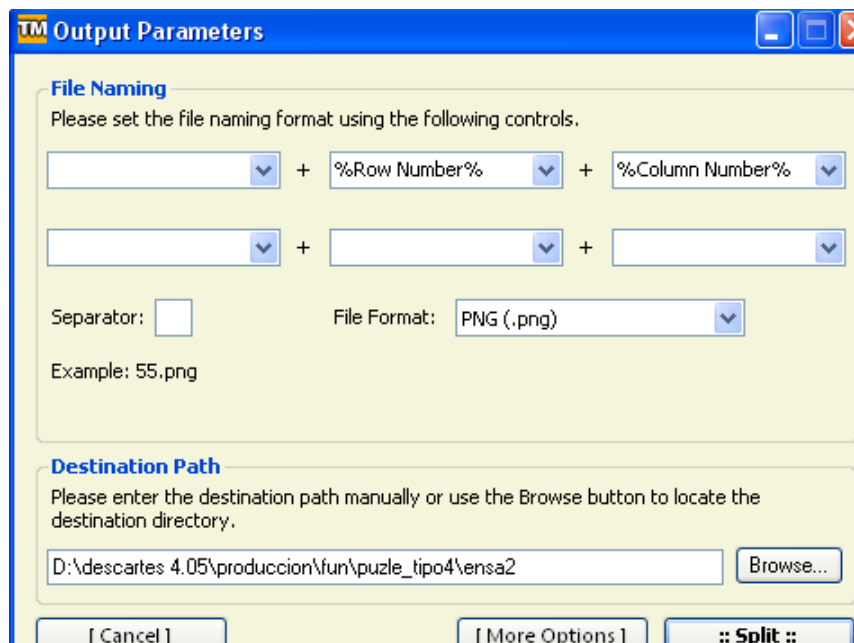 TM Output Parameters
File Naming
Please set the file naming format using the following controls.
+ %Row Number% + %Column Number%
+ +
Separator: File Format: PNG (.png)
Example: 55.png
Destination Path
Please enter the destination path manually or use the Browse button to locate the
destination directory.
D:\descartes 4.05\produccion\fun\puzle_tipo4\ensa2 Browse...
[ Cancel ] [ More Options ] :: Split ::